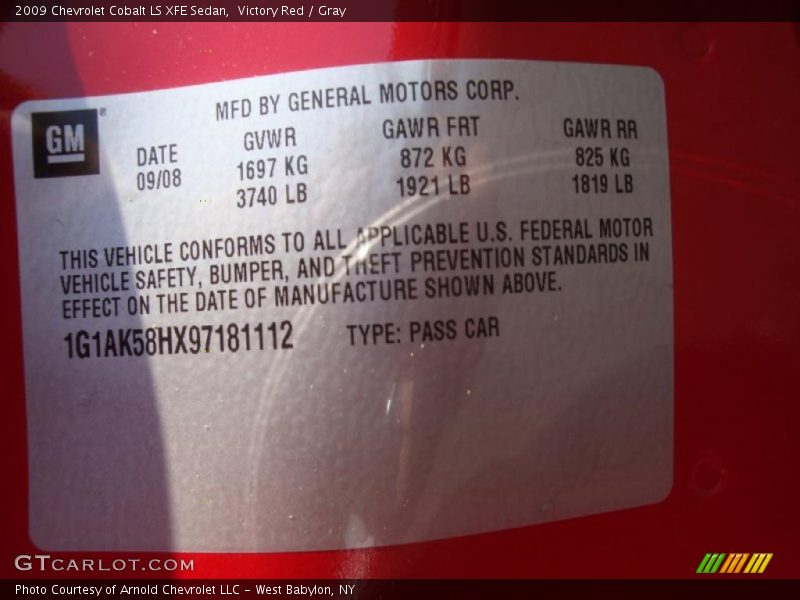 2009 Chevrolet Cobalt LS XFE Sedan, Victory Red / Gray
GM
MFD BY GENERAL MOTORS CORP.
DATE GVWR GAWR FRT GAWR RR
09/08 1697 KG 872 KG 825 KG
3740 LB 1921 LB 1819 LB
THIS VEHICLE CONFORMS TO ALL APPLICABLE U.S. FEDERAL MOTOR
VEHICLE SAFETY, BUMPER, AND THEFT PREVENTION STANDARDS IN
EFFECT ON THE DATE OF MANUFACTURE SHOWN ABOVE.
1G1AK58HX97181112 TYPE: PASS CAR
GTCARLOT.COM
Photo Courtesy of Arnold Chevrolet LLC - West Babylon, NY